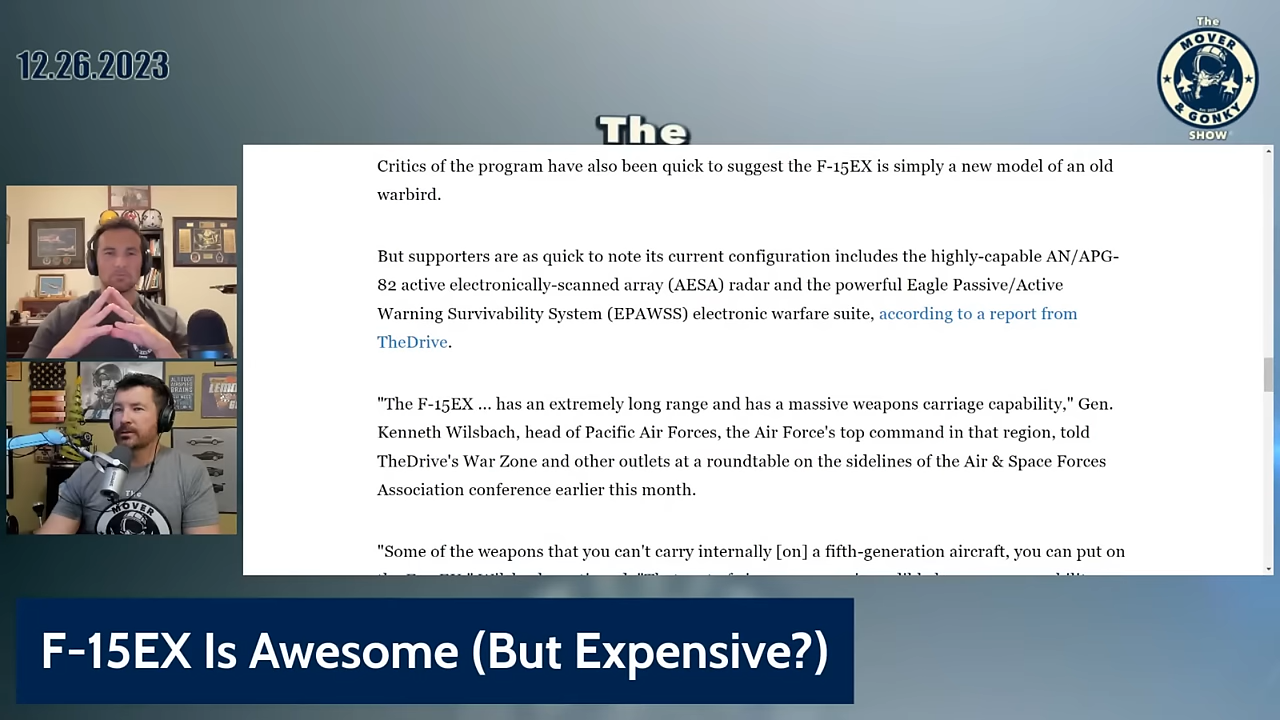 12.26.2023
The
MOVER
& GONKY
SHOW
The
Critics of the program have also been quick to suggest the F-15EX is simply a new model of an old
warbird.
But supporters are as quick to note its current configuration includes the highly-capable AN/APG-
82 active electronically-scanned array (AESA) radar and the powerful Eagle Passive/Active
Warning Survivability System (EPAWSS) electronic warfare suite, according to a report from
TheDrive.
"The F-15EX ... has an extremely long range and has a massive weapons carriage capability," Gen.
Kenneth Wilsbach, head of Pacific Air Forces, the Air Force's top command in that region, told
TheDrive's War Zone and other outlets at a roundtable on the sidelines of the Air & Space Forces
Association conference earlier this month.
"Some of the weapons that you can't carry internally [on] a fifth-generation aircraft, you can put on
The
MOVER
F-15EX Is Awesome (But Expensive?)